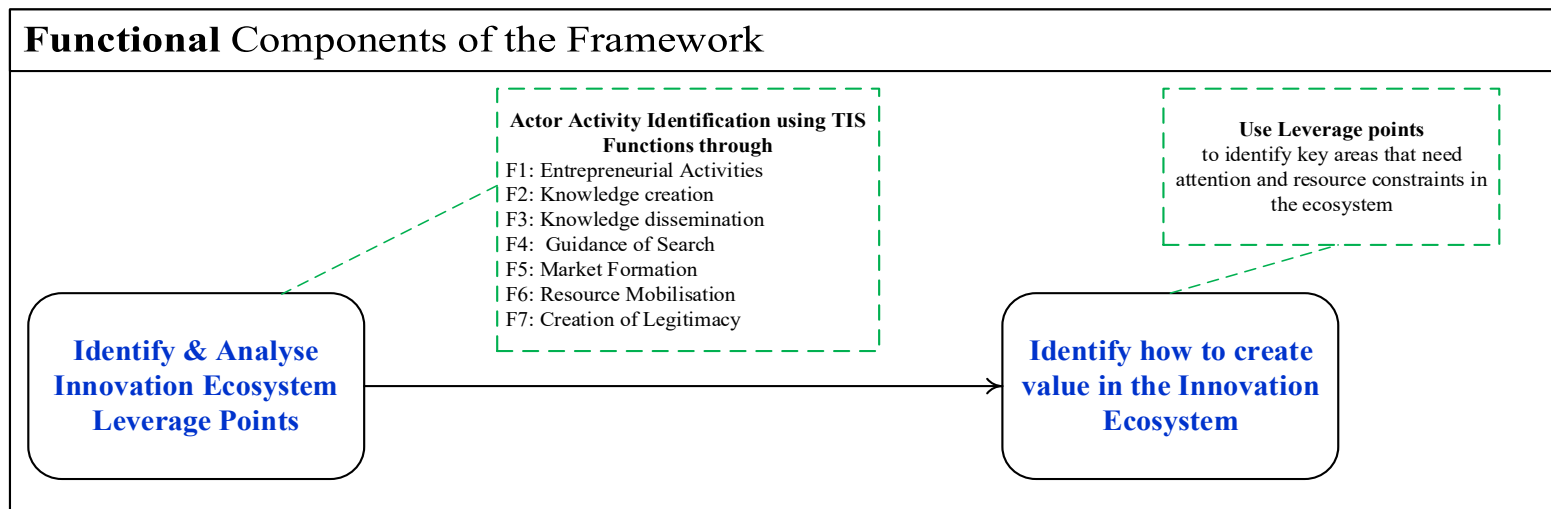 Functional Components of the Framework
Actor Activity Identification using TIS
Functions through
F1: Entrepreneurial Activities
F2: Knowledge creation
F3: Knowledge dissemination
F4:  Guidance of Search
F5: Market Formation
F6: Resource Mobilisation
F7: Creation of Legitimacy
Use Leverage points
to identify key areas that need
attention and resource constraints in
the ecosystem
Identify & Analyse
Innovation Ecosystem
Leverage Points
Identify how to create
value in the Innovation
Ecosystem